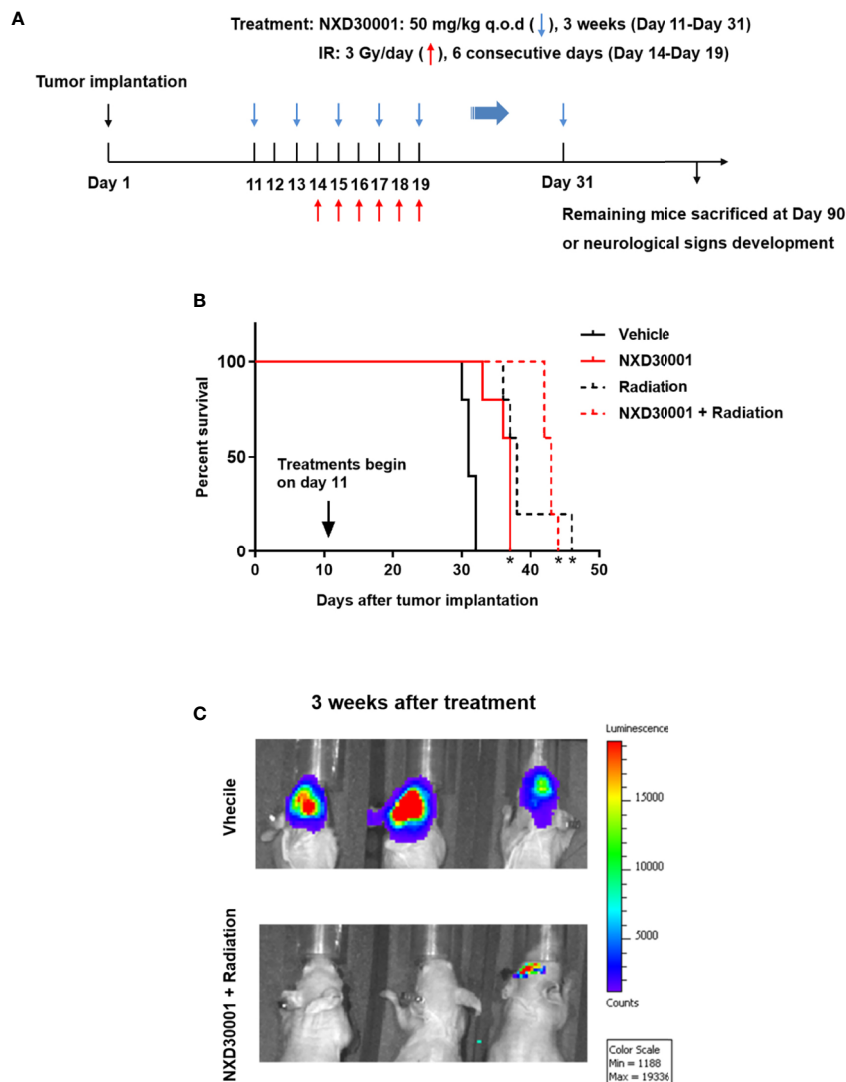 A
Treatment: NXD30001: 50 mg/kg q.o.d (↓), 3 weeks (Day 11-Day 31)
IR: 3 Gy/day (↑), 6 consecutive days (Day 14-Day 19)
Tumor implantation
Day 1
11 12 13 14 15 16 17 18 19
Day 31
Remaining mice sacrificed at Day 90
or neurological signs development
B
Percent survival
100
50
0
Vehicle
NXD30001
Radiation
NXD30001 + Radiation
Treatments begin
on day 11
* * *
0 10 20 30 40 50
Days after tumor implantation
C
3 weeks after treatment
Vhecile
NXD30001 + Radiation
Luminescence
15000
10000
5000
Counts
Color Scale
Min = 1188
Max = 19336